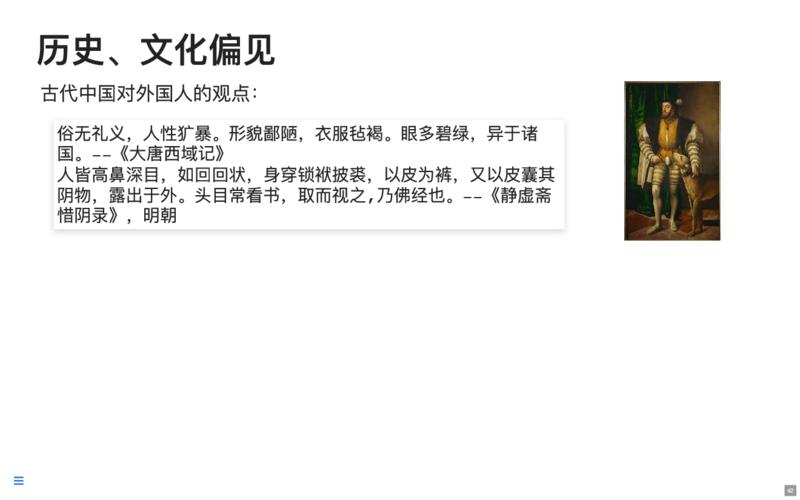 历史、文化偏见
古代中国对外国人的观点：
俗无礼义，人性犷暴。形貌鄙陋，衣服毡褐。眼多碧绿，异于诸
国。--《大唐西域记》
人皆高鼻深目，如回回状，身穿锁袱披裘，以皮为裤，又以皮囊其
阴物，露出于外。头目常看书，取而视之,乃佛经也。--《静虚斋
惜阴录》，明朝
42